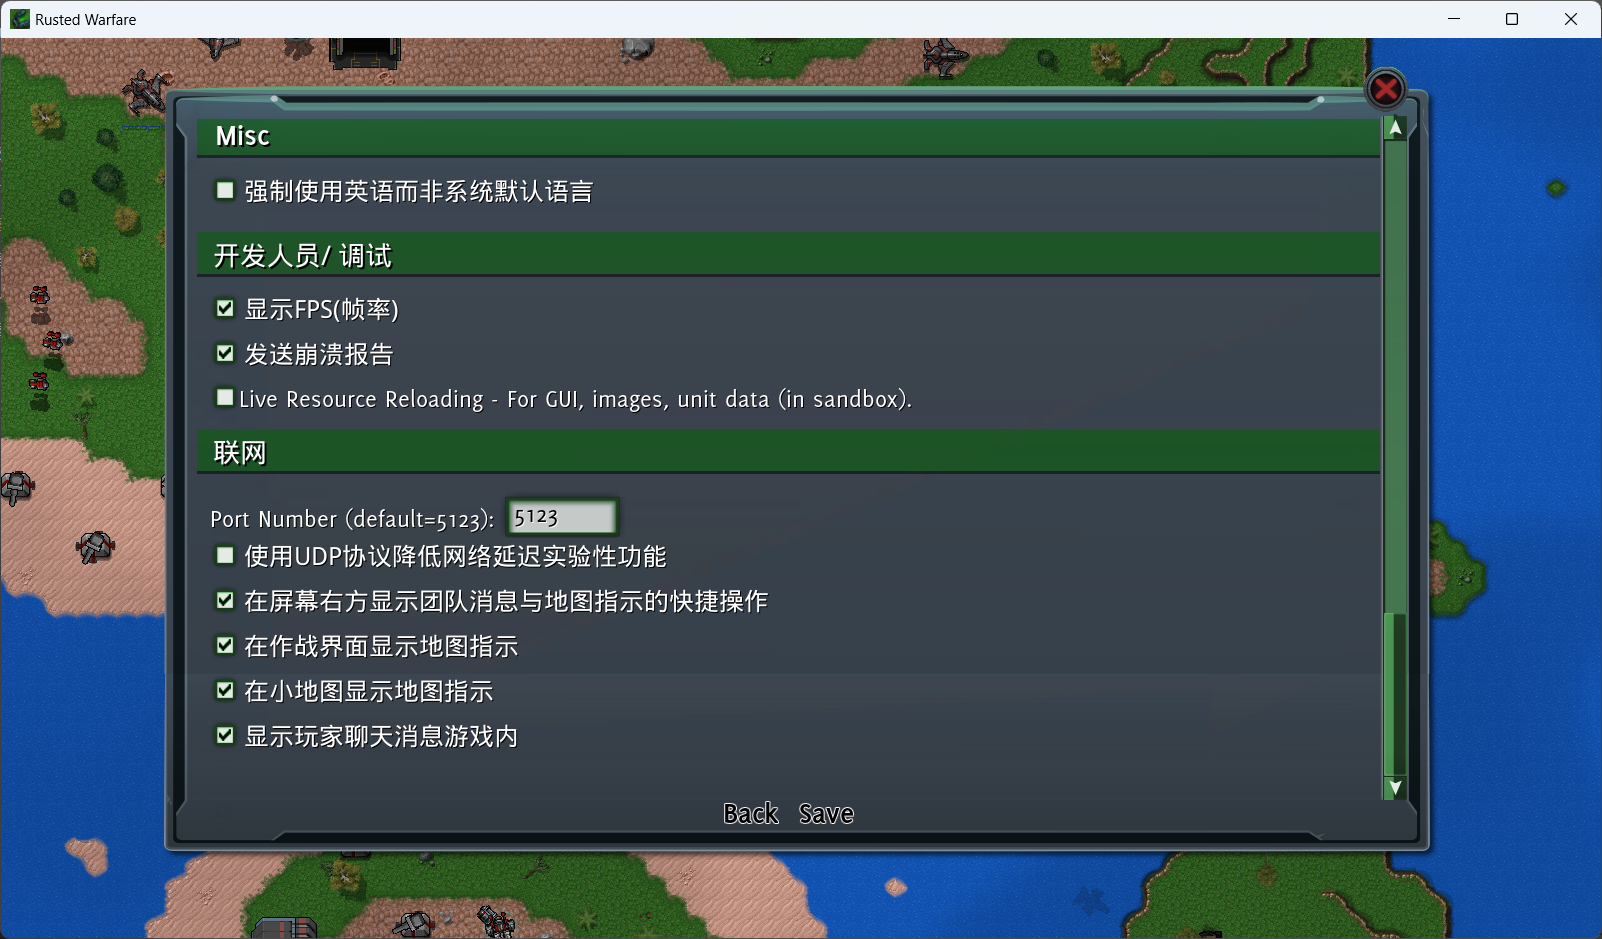 Rusted Warfare
Misc
强制使用英语而非系统默认语言
开发人员/ 调试
显示FPS(帧率)
发送崩溃报告
Live Resource Reloading - For GUI, images, unit data (in sandbox).
联网
Port Number (default=5123): 5123
使用UDP协议降低网络延迟实验性功能
在屏幕右方显示团队消息与地图指示的快捷操作
在作战界面显示地图指示
在小地图显示地图指示
显示玩家聊天消息游戏内
Back Save